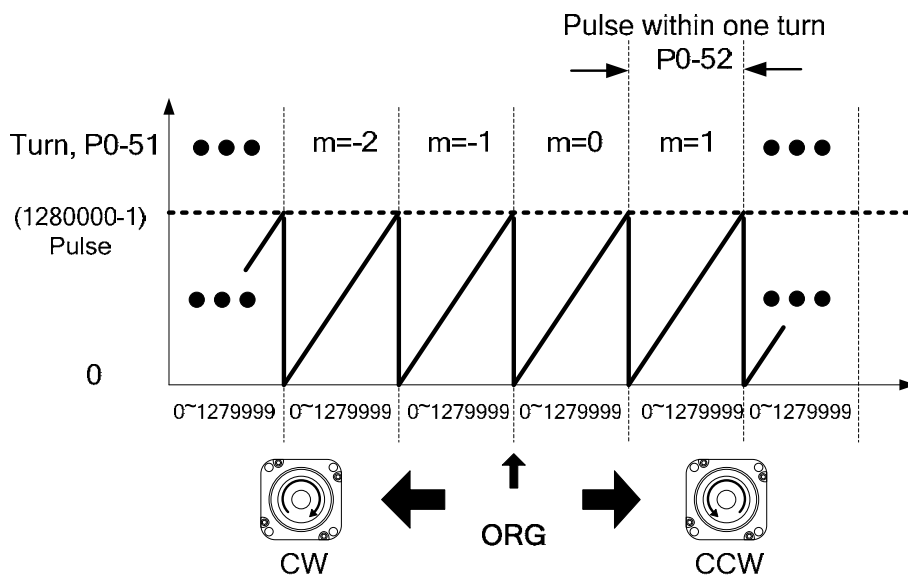 Pulse within one turn
P0-52
Turn, P0-51
m=-2
m=-1
m=0
m=1
(1280000-1)
Pulse
0
0~1279999
0~1279999
0~1279999
0~1279999
0~1279999
0~1279999
ORG
CW
CCW